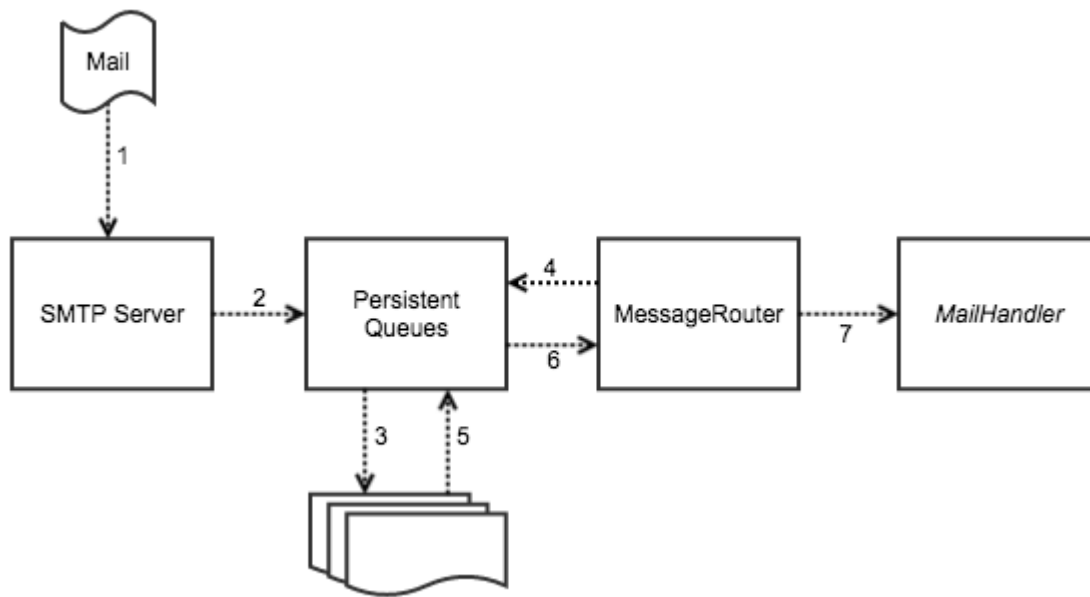 Mail
1
SMTP Server
2
Persistent
Queues
4
6
MessageRouter
7
MailHandler
3
5